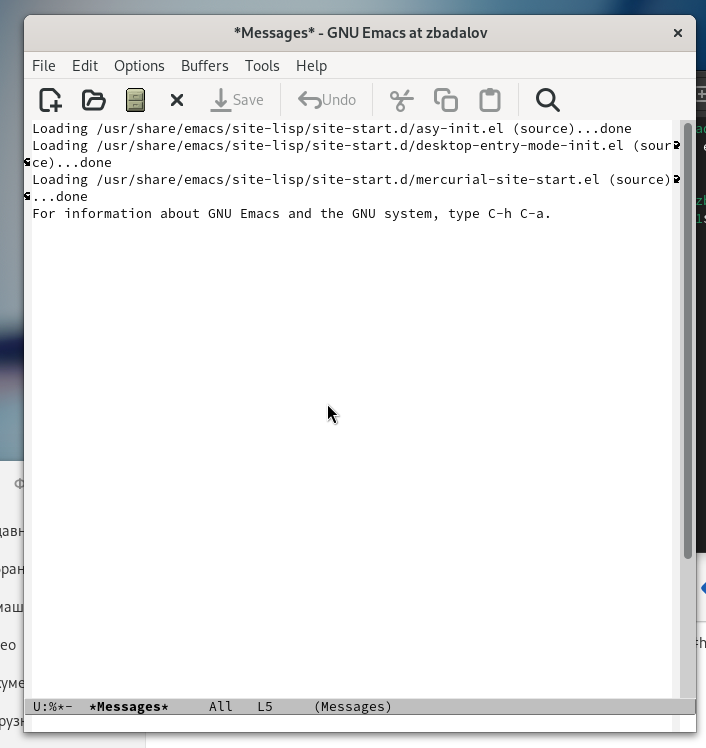 *Messages* - GNU Emacs at zbadalov
File Edit Options Buffers Tools Help
Save Undo
Loading /usr/share/emacs/site-lisp/site-start.d/asy-init.el (source)...done
Loading /usr/share/emacs/site-lisp/site-start.d/desktop-entry-mode-init.el (sour
ce)...done
Loading /usr/share/emacs/site-lisp/site-start.d/mercurial-site-start.el (source)
...done
For information about GNU Emacs and the GNU system, type C-h C-a.
U:%*- *Messages* All L5 (Messages)